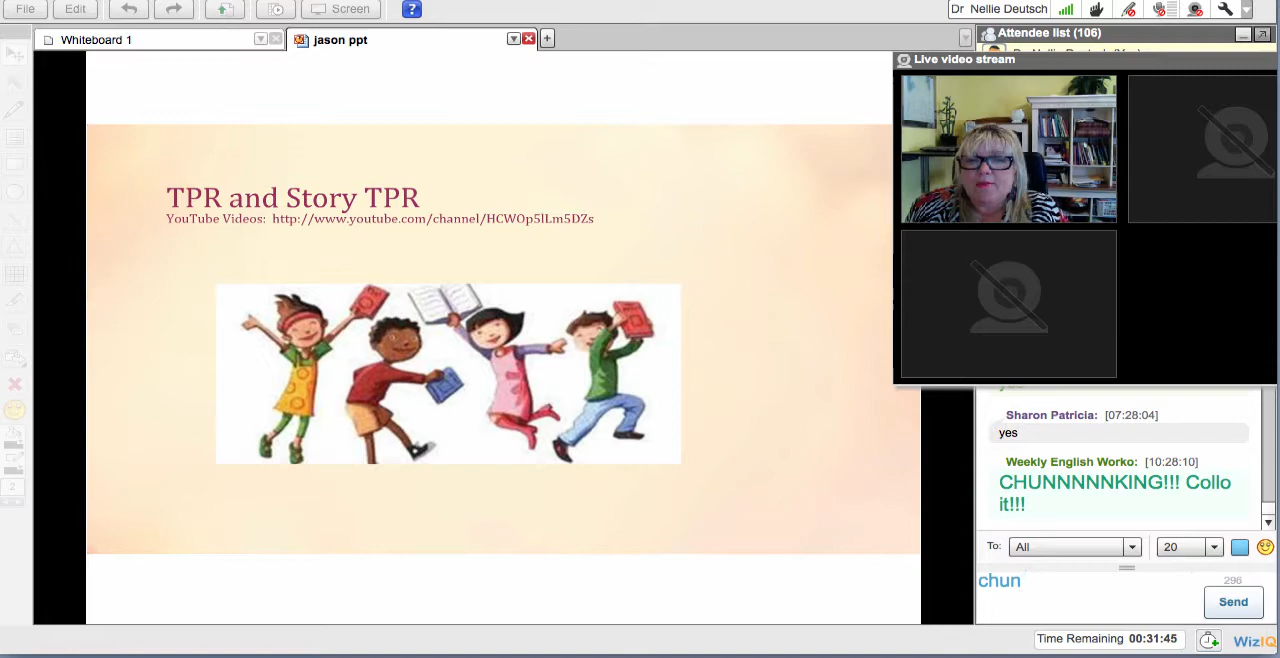 File
Edit
Screen
?
Dr Nellie Deutsch
Whiteboard 1
jason ppt
+
Attendee list (106)
Live video stream
TPR and Story TPR
YouTube Videos: http://www.youtube.com/channel/HCWOp5lLm5DZs
Sharon Patricia: [07:28:04]
yes
Weekly English Worko: [10:28:10]
CHUNNNNNKING!!! Collo
it!!!
To: All
20
chun
296
Send
2
Time Remaining 00:31:45
WizIQ